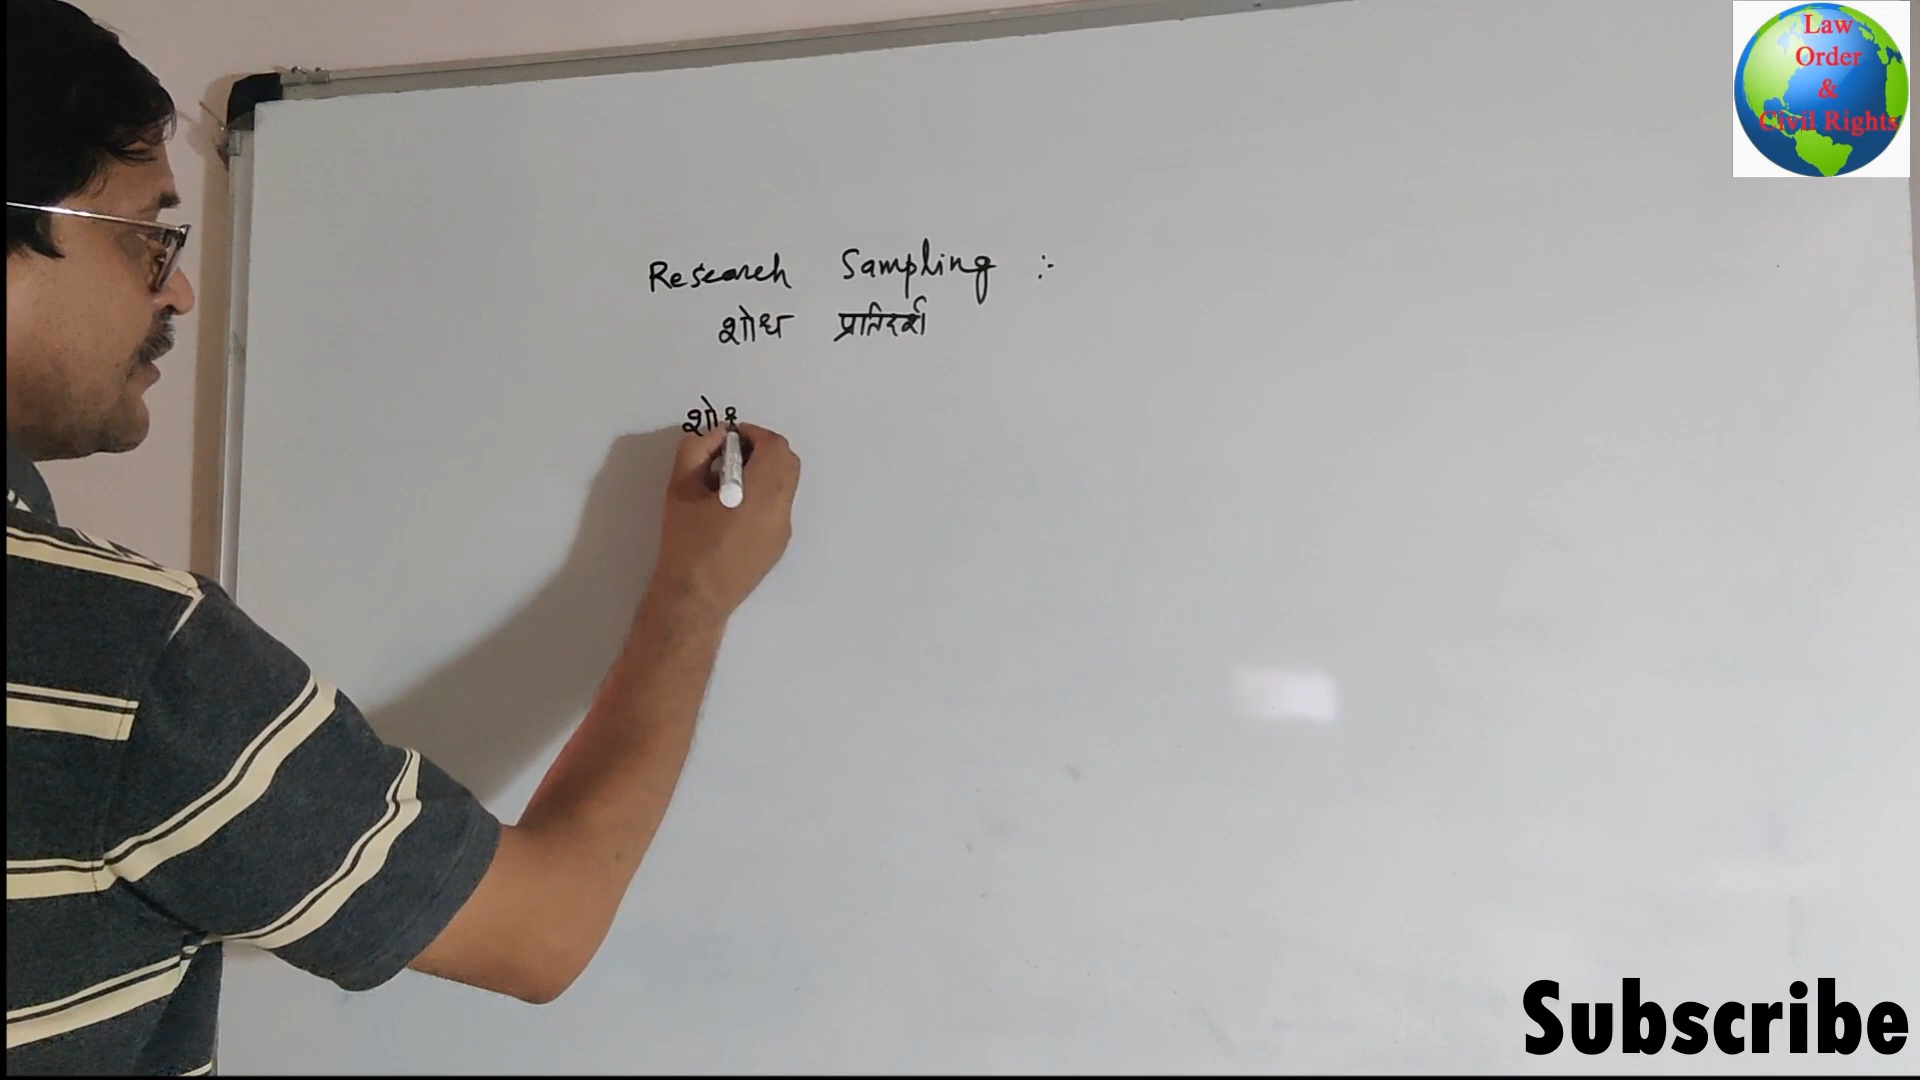 Law
Order
&
Civil Rights
Research Sampling :-
शोध प्रतिदर्श
शोध
Subscribe